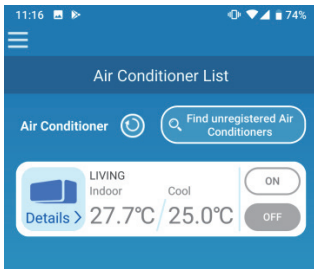 11:16 74%
Air Conditioner List
Air Conditioner
Find unregistered Air
Conditioners
LIVING
Indoor Cool
Details > 27.7℃ 25.0℃
ON
OFF